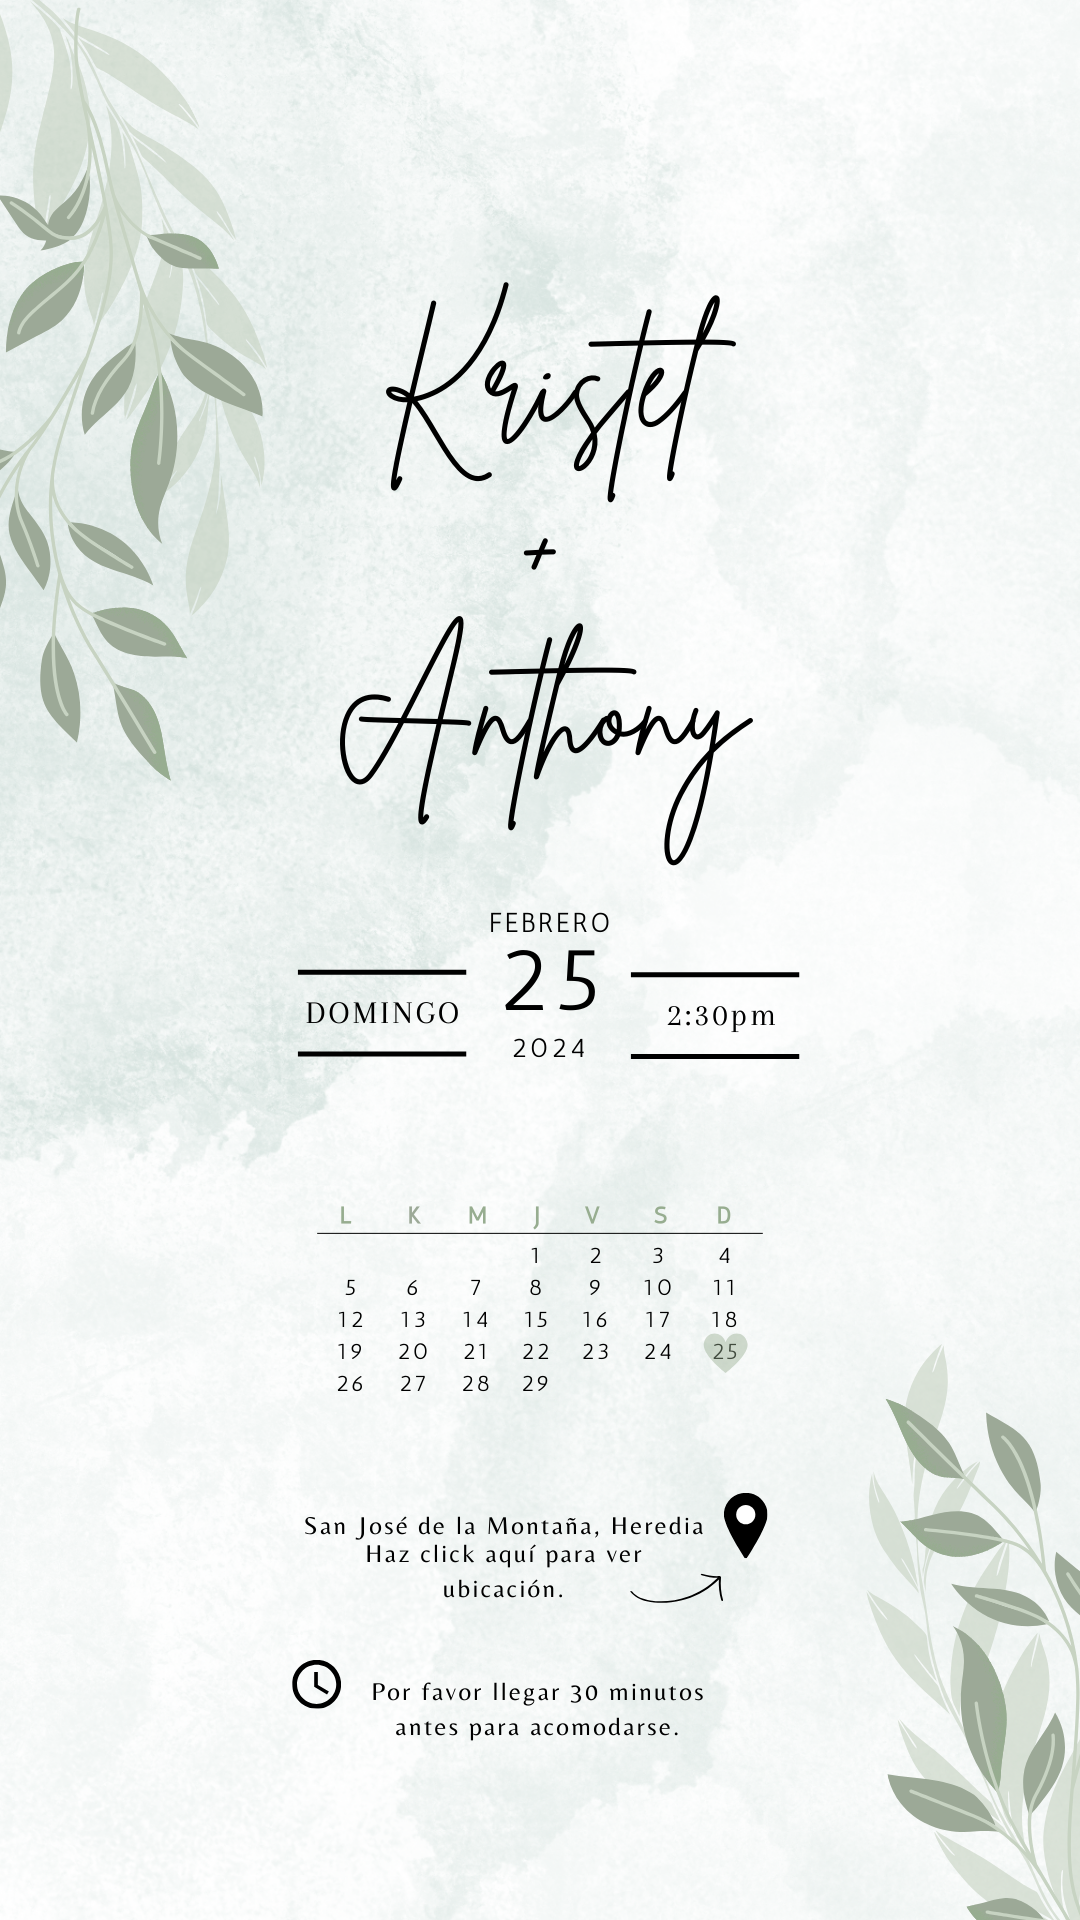 Kristel
+
Anthony
FEBRERO
25
DOMINGO
2:30pm
2024
L K M J V S D
1 2 3 4
5 6 7 8 9 10 11
12 13 14 15 16 17 18
19 20 21 22 23 24 25
26 27 28 29
San José de la Montaña, Heredia
Haz click aquí para ver
ubicación.
Por favor llegar 30 minutos
antes para acomodarse.